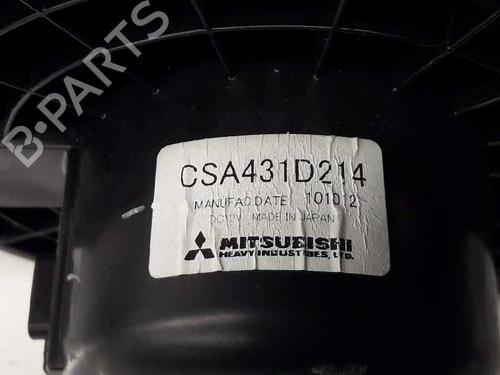 B-PARTS
CSA431D214
MANUFAC.DATE 101012
DC12V MADE IN JAPAN
MITSUBISHI
HEAVY INDUSTRIES, LTD.